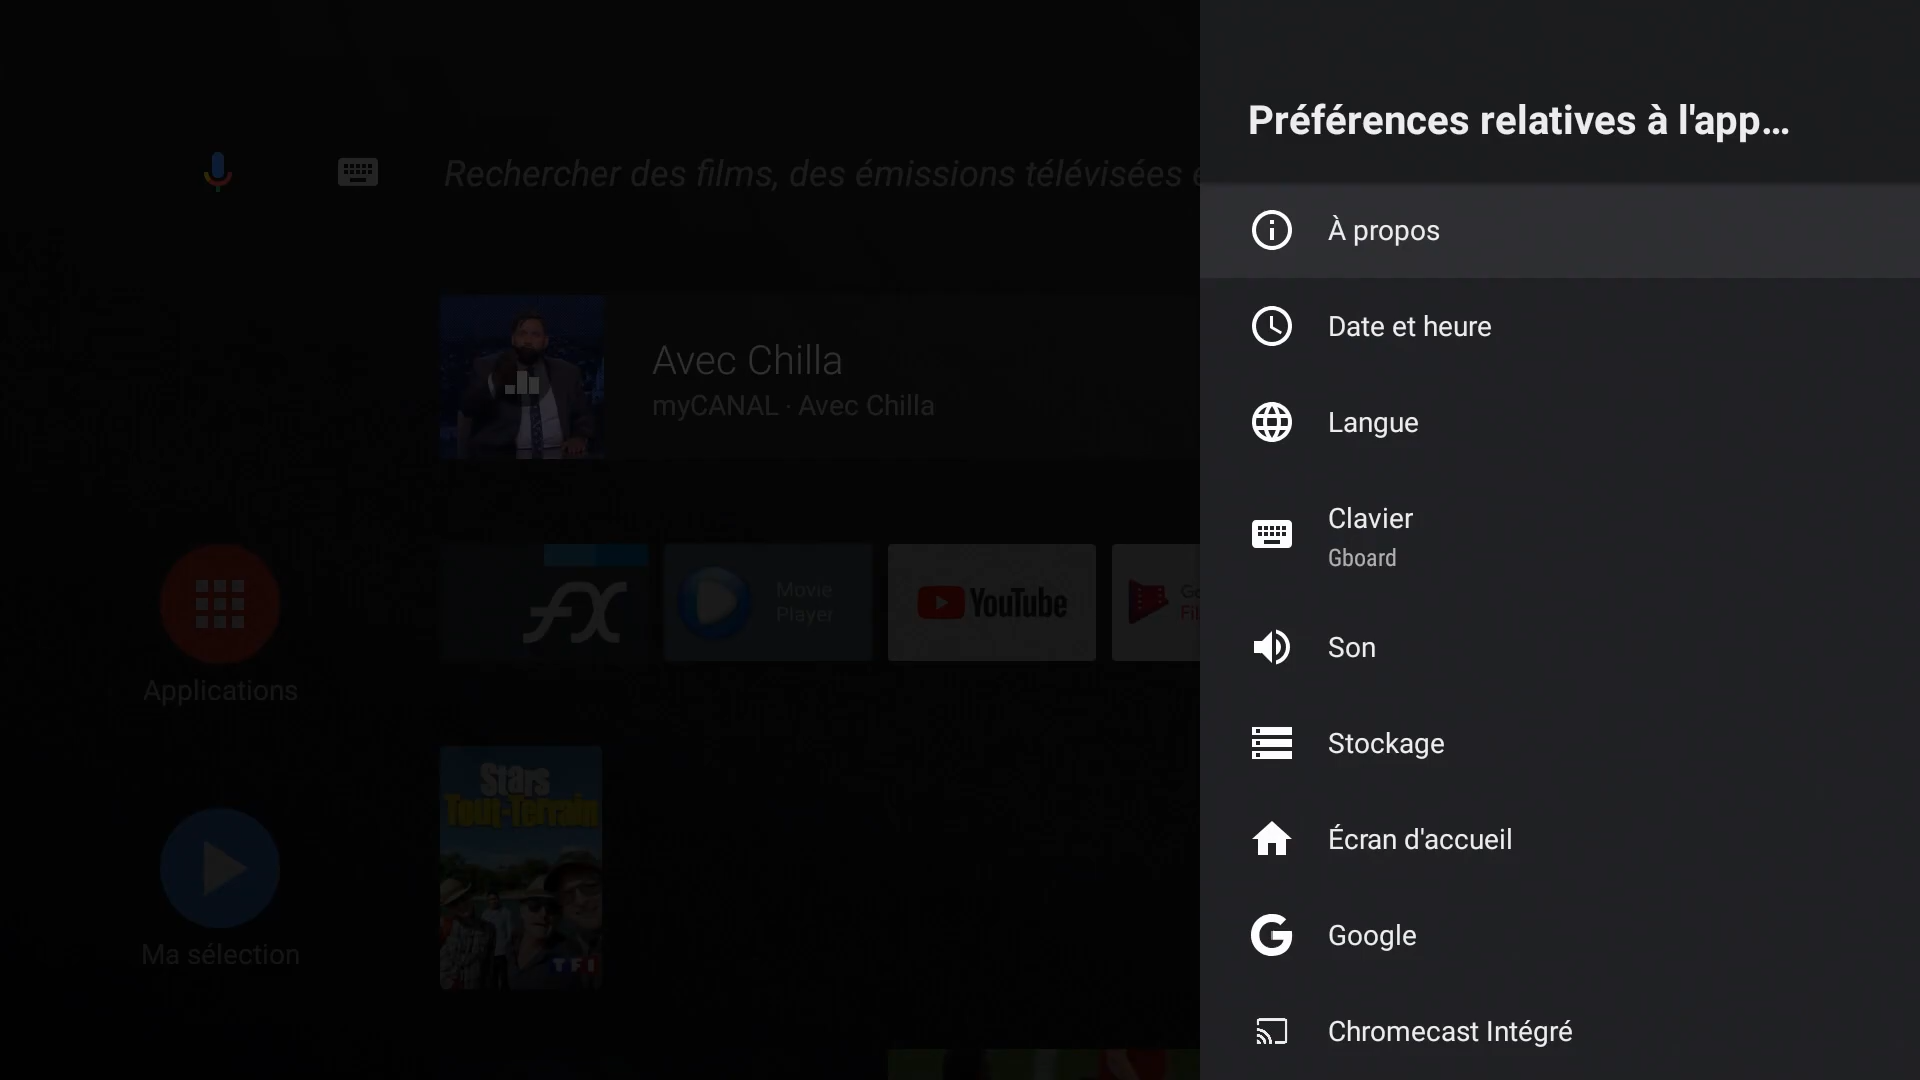 Préférences relatives à l'app...
Rechercher des films, des émissions télévisées
À propos
Date et heure
Avec Chilla
myCANAL · Avec Chilla
Langue
Clavier
Gboard
fX
Movie
Player
YouTube
Son
Applications
Stockage
Stars
Tout-Terrain
Écran d'accueil
Ma sélection
TF1
Google
Chromecast Intégré